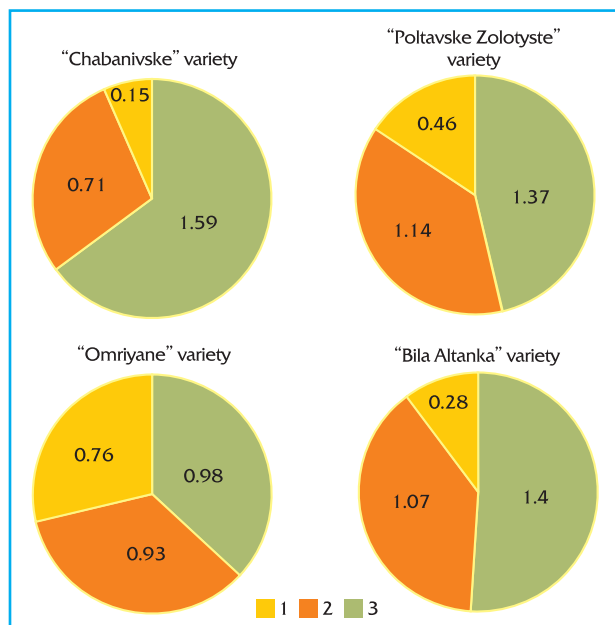 “Chabanivske” variety
0.15
0.71
1.59
“Poltavske Zolotyste”
variety
0.46
1.37
1.14
“Omriyane” variety
0.76
0.98
0.93
“Bila Altanka” variety
0.28
1.07
1.4
1 2 3